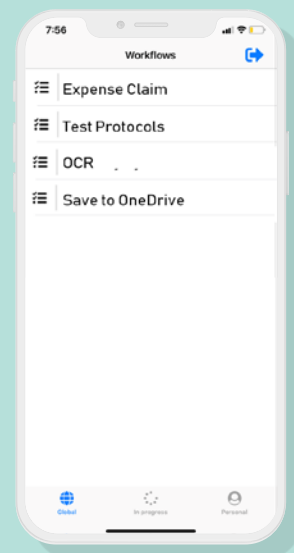 7:56
Workflows
Expense Claim
Test Protocols
OCR
Save to OneDrive
Global
In progress
Personal